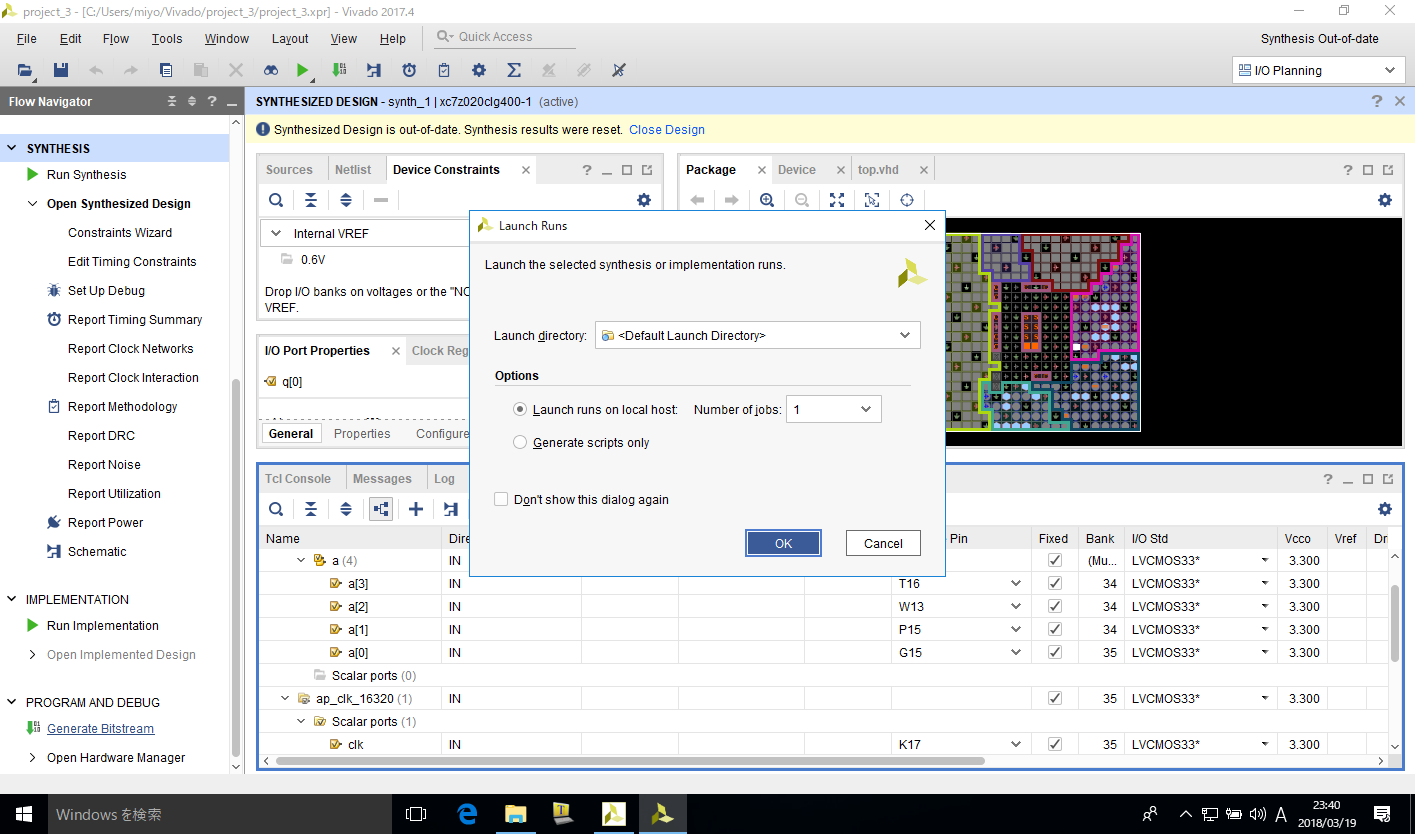 project_3 - [C:/Users/miyo/Vivado/project_3/project_3.xpr] - Vivado 2017.4
File Edit Flow Tools Window Layout View Help Quick Access Synthesis Out-of-date
I/O Planning
Flow Navigator
SYNTHESIS
Run Synthesis
Open Synthesized Design
Constraints Wizard
Edit Timing Constraints
Set Up Debug
Report Timing Summary
Report Clock Networks
Report Clock Interaction
Report Methodology
Report DRC
Report Noise
Report Utilization
Report Power
Schematic
IMPLEMENTATION
Run Implementation
Open Implemented Design
PROGRAM AND DEBUG
Generate Bitstream
Open Hardware Manager
SYNTHESIZED DESIGN - synth_1 | xc7z020clg400-1 (active)
Synthesized Design is out-of-date. Synthesis results were reset. Close Design
Sources Netlist Device Constraints
Internal VREF
0.6V
Drop I/O banks on voltages or the "NO
VREF.
I/O Port Properties Clock Reg
q[0]
General Properties Configure
Package Device top.vhd
Launch Runs
Launch the selected synthesis or implementation runs.
Launch directory: <Default Launch Directory>
Options
Launch runs on local host: Number of jobs: 1
Generate scripts only
Don't show this dialog again
OK Cancel
Tcl Console Messages Log
Name Dire Pin Fixed Bank I/O Std Vcco Vref Dr
a (4) IN (Mu... LVCMOS33* 3.300
a[3] IN T16 34 LVCMOS33* 3.300
a[2] IN W13 34 LVCMOS33* 3.300
a[1] IN P15 34 LVCMOS33* 3.300
a[0] IN G15 35 LVCMOS33* 3.300
Scalar ports (0)
ap_clk_16320 (1) IN 35 LVCMOS33* 3.300
Scalar ports (1)
clk IN K17 35 LVCMOS33* 3.300
Windows を検索
A
23:40
2018/03/19